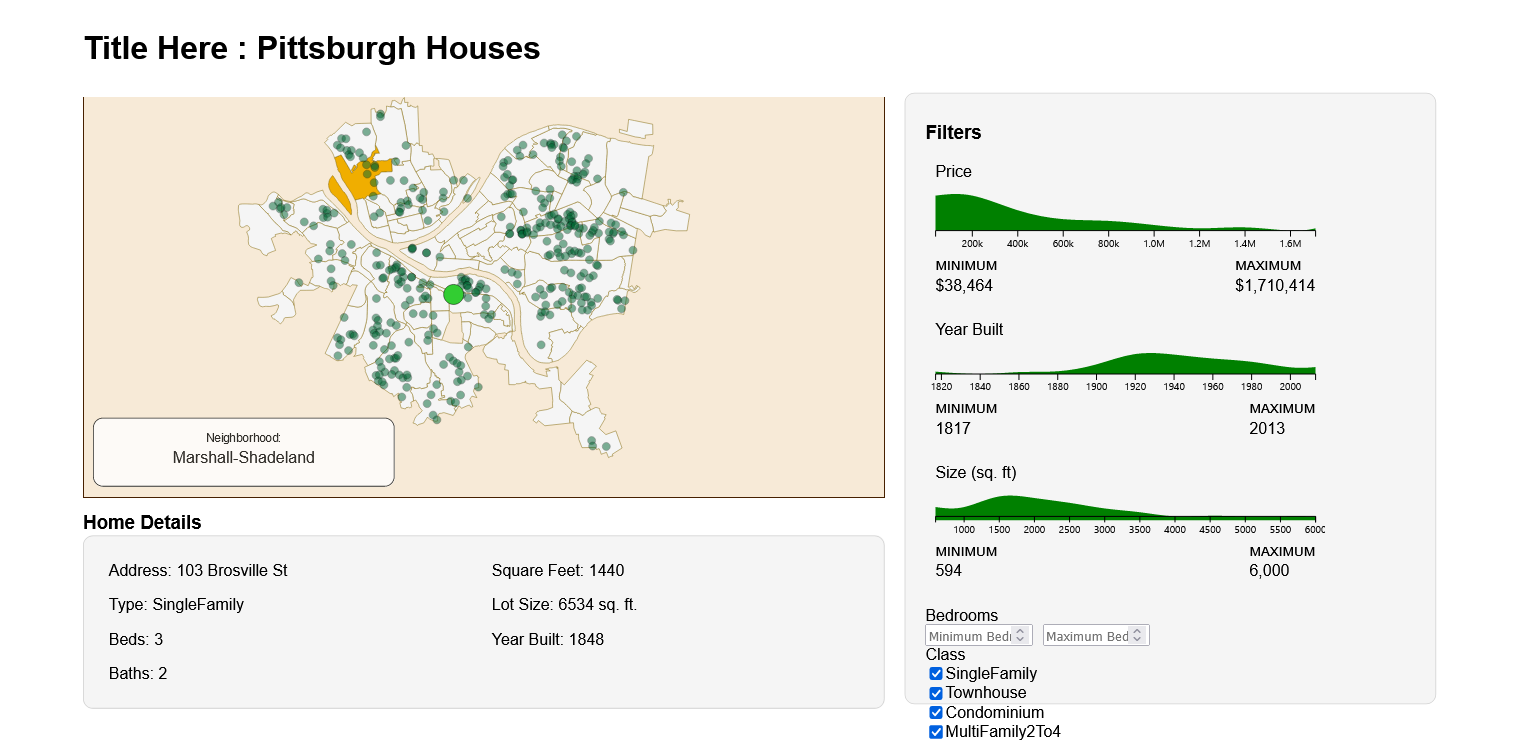 Title Here : Pittsburgh Houses
Neighborhood:
Marshall-Shadeland
Home Details
Address: 103 Brosville St
Type: SingleFamily
Beds: 3
Baths: 2
Square Feet: 1440
Lot Size: 6534 sq. ft.
Year Built: 1848
Filters
Price
200k 400k 600k 800k 1.0M 1.2M 1.4M 1.6M
MINIMUM MAXIMUM
$38,464 $1,710,414
Year Built
1820 1840 1860 1880 1900 1920 1940 1960 1980 2000
MINIMUM MAXIMUM
1817 2013
Size (sq. ft)
1000 1500 2000 2500 3000 3500 4000 4500 5000 5500 6000
MINIMUM MAXIMUM
594 6,000
Bedrooms
Minimum Bed Maximum Bed
Class
SingleFamily
Townhouse
Condominium
MultiFamily2To4